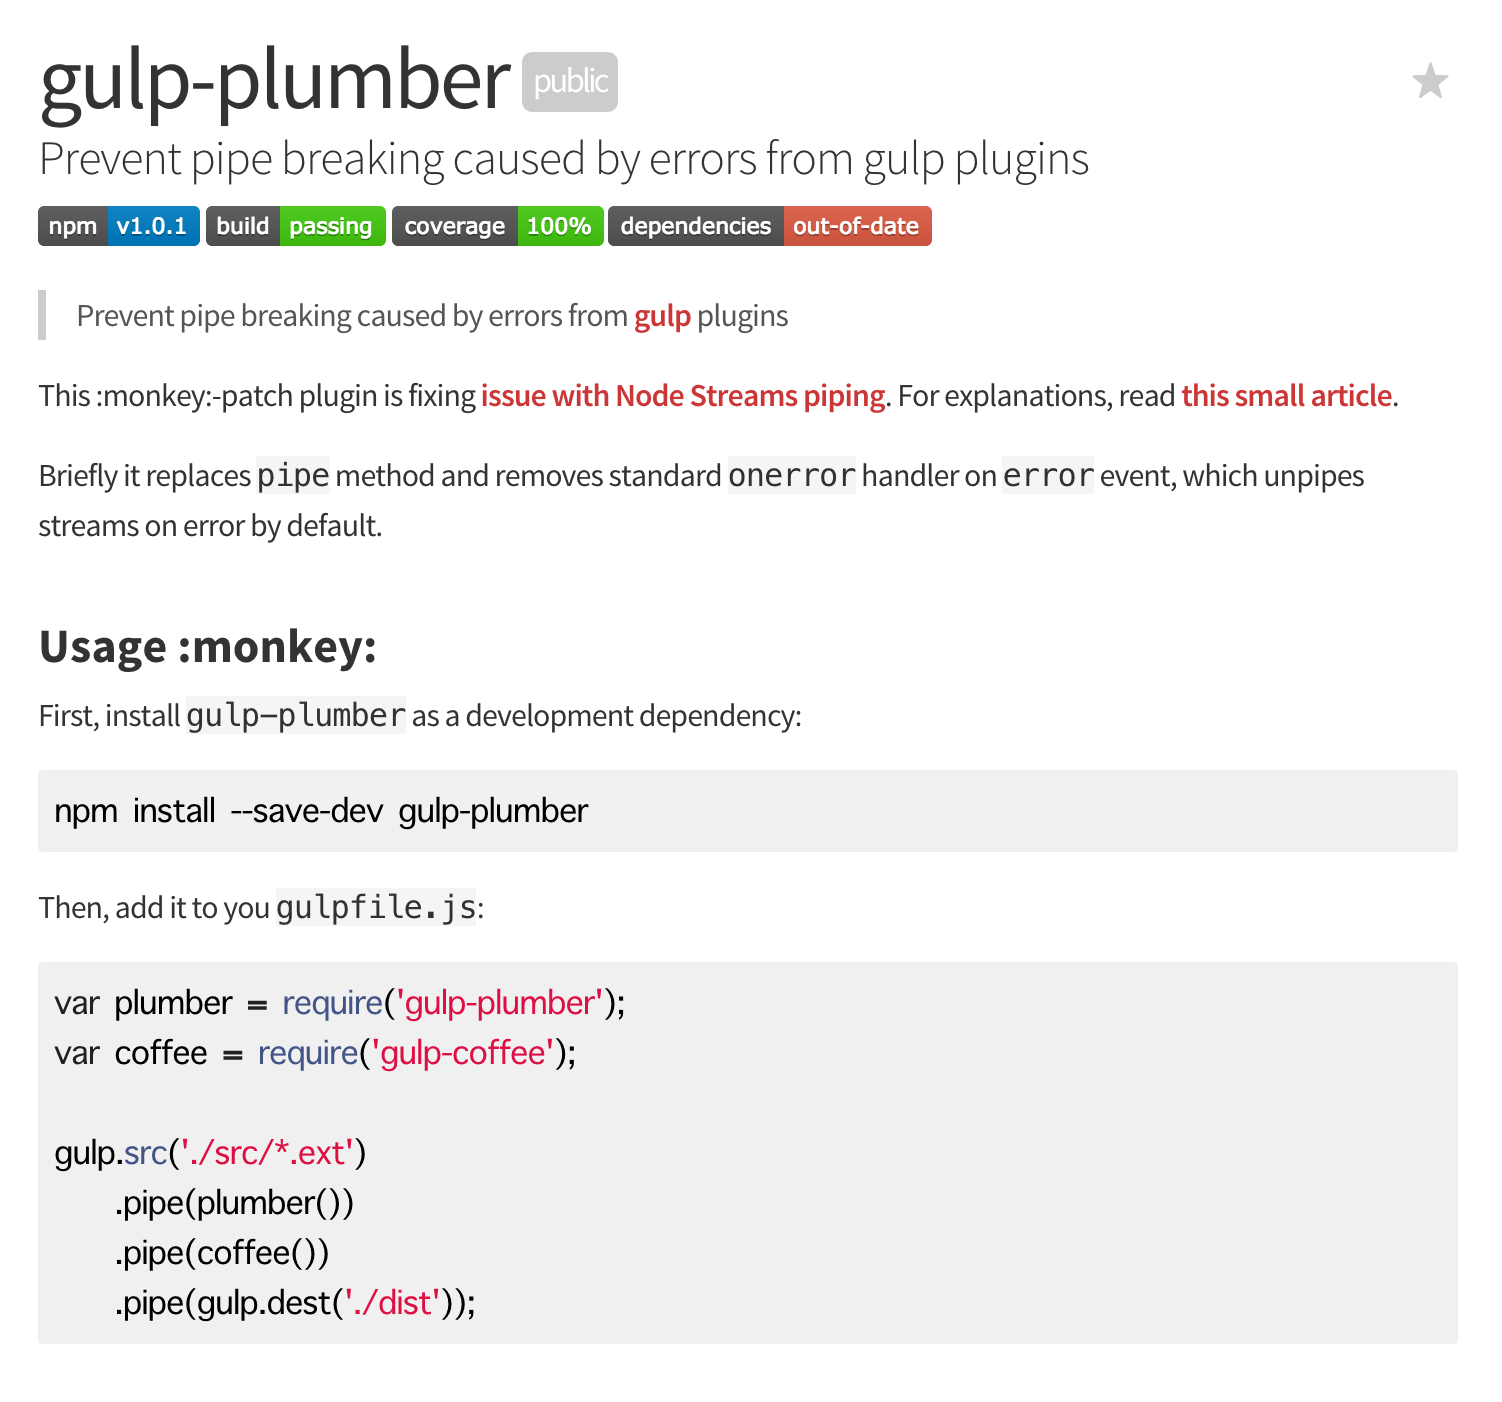 gulp-plumber public
Prevent pipe breaking caused by errors from gulp plugins
npm v1.0.1 build passing coverage 100% dependencies out-of-date
Prevent pipe breaking caused by errors from gulp plugins
This :monkey:-patch plugin is fixing issue with Node Streams piping. For explanations, read this small article.
Briefly it replaces pipe method and removes standard onerror handler on error event, which unpipes
streams on error by default.
Usage :monkey:
First, install gulp-plumber as a development dependency:
npm install --save-dev gulp-plumber
Then, add it to you gulpfile.js:
var plumber = require('gulp-plumber');
var coffee = require('gulp-coffee');
gulp.src('./src/*.ext')
.pipe(plumber())
.pipe(coffee())
.pipe(gulp.dest('./dist'));